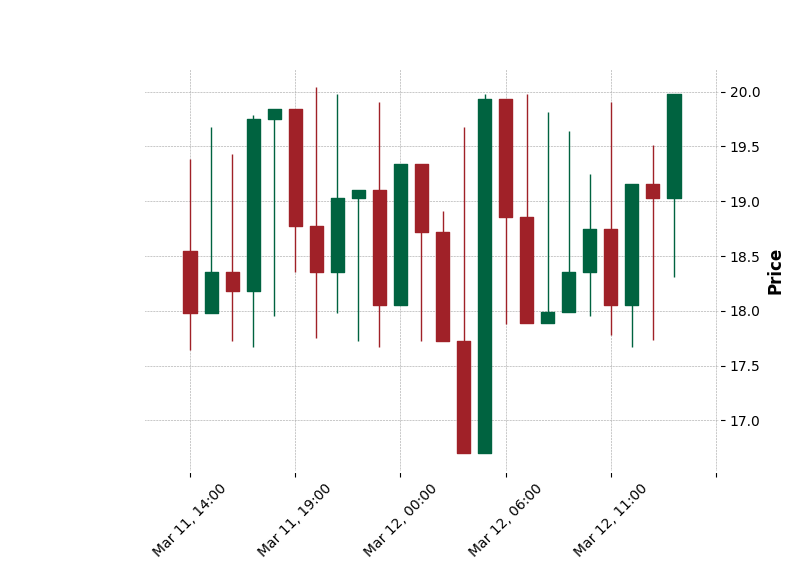 20.0
19.5
19.0
18.5
18.0
17.5
17.0
Price
Mar 11, 14:00
Mar 11, 19:00
Mar 12, 00:00
Mar 12, 06:00
Mar 12, 11:00